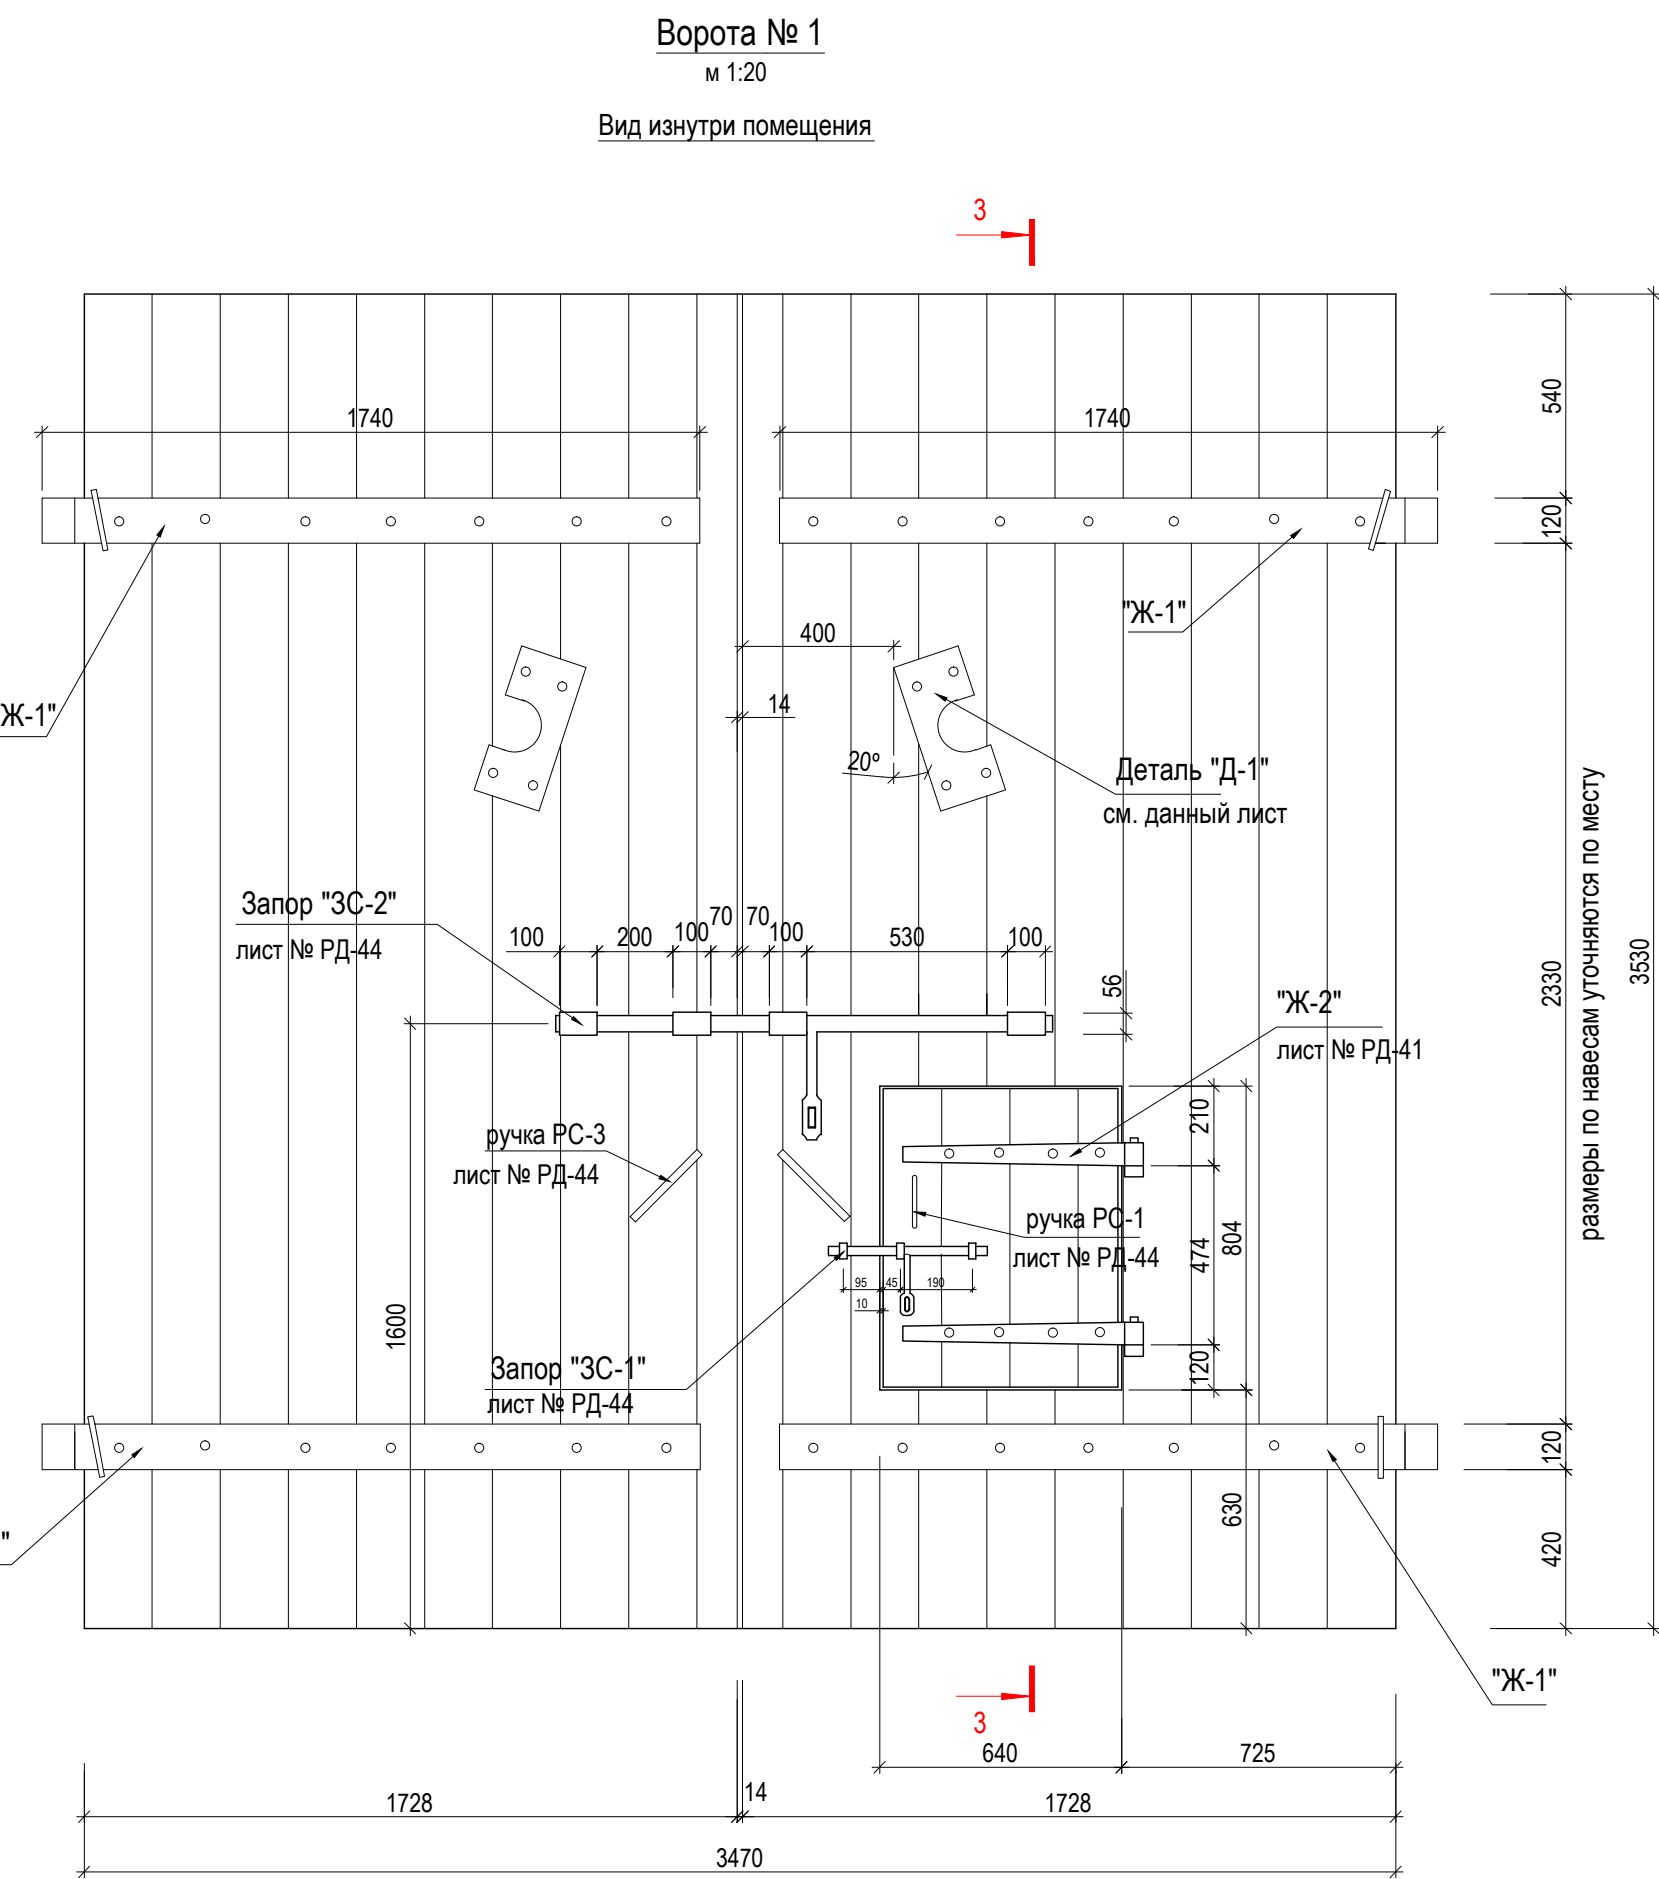 Ворота № 1
м 1:20
Вид изнутри помещения
3
1740
1740
540
120
"Ж-1"
400
Ж-1"
14
20º
Деталь "Д-1"
см. данный лист
размеры по навесам уточняются по месту
Запор "ЗС-2"
лист № РД-44
100
200
100
70
70
100
530
100
56
2330
3530
"Ж-2"
лист № РД-41
210
ручка РС-3
лист № РД-44
ручка РС-1
лист № РД-44
804
474
95
45
190
10
1600
Запор "ЗС-1"
лист № РД-44
120
120
630
"
420
"Ж-1"
3
640
725
14
1728
1728
3470